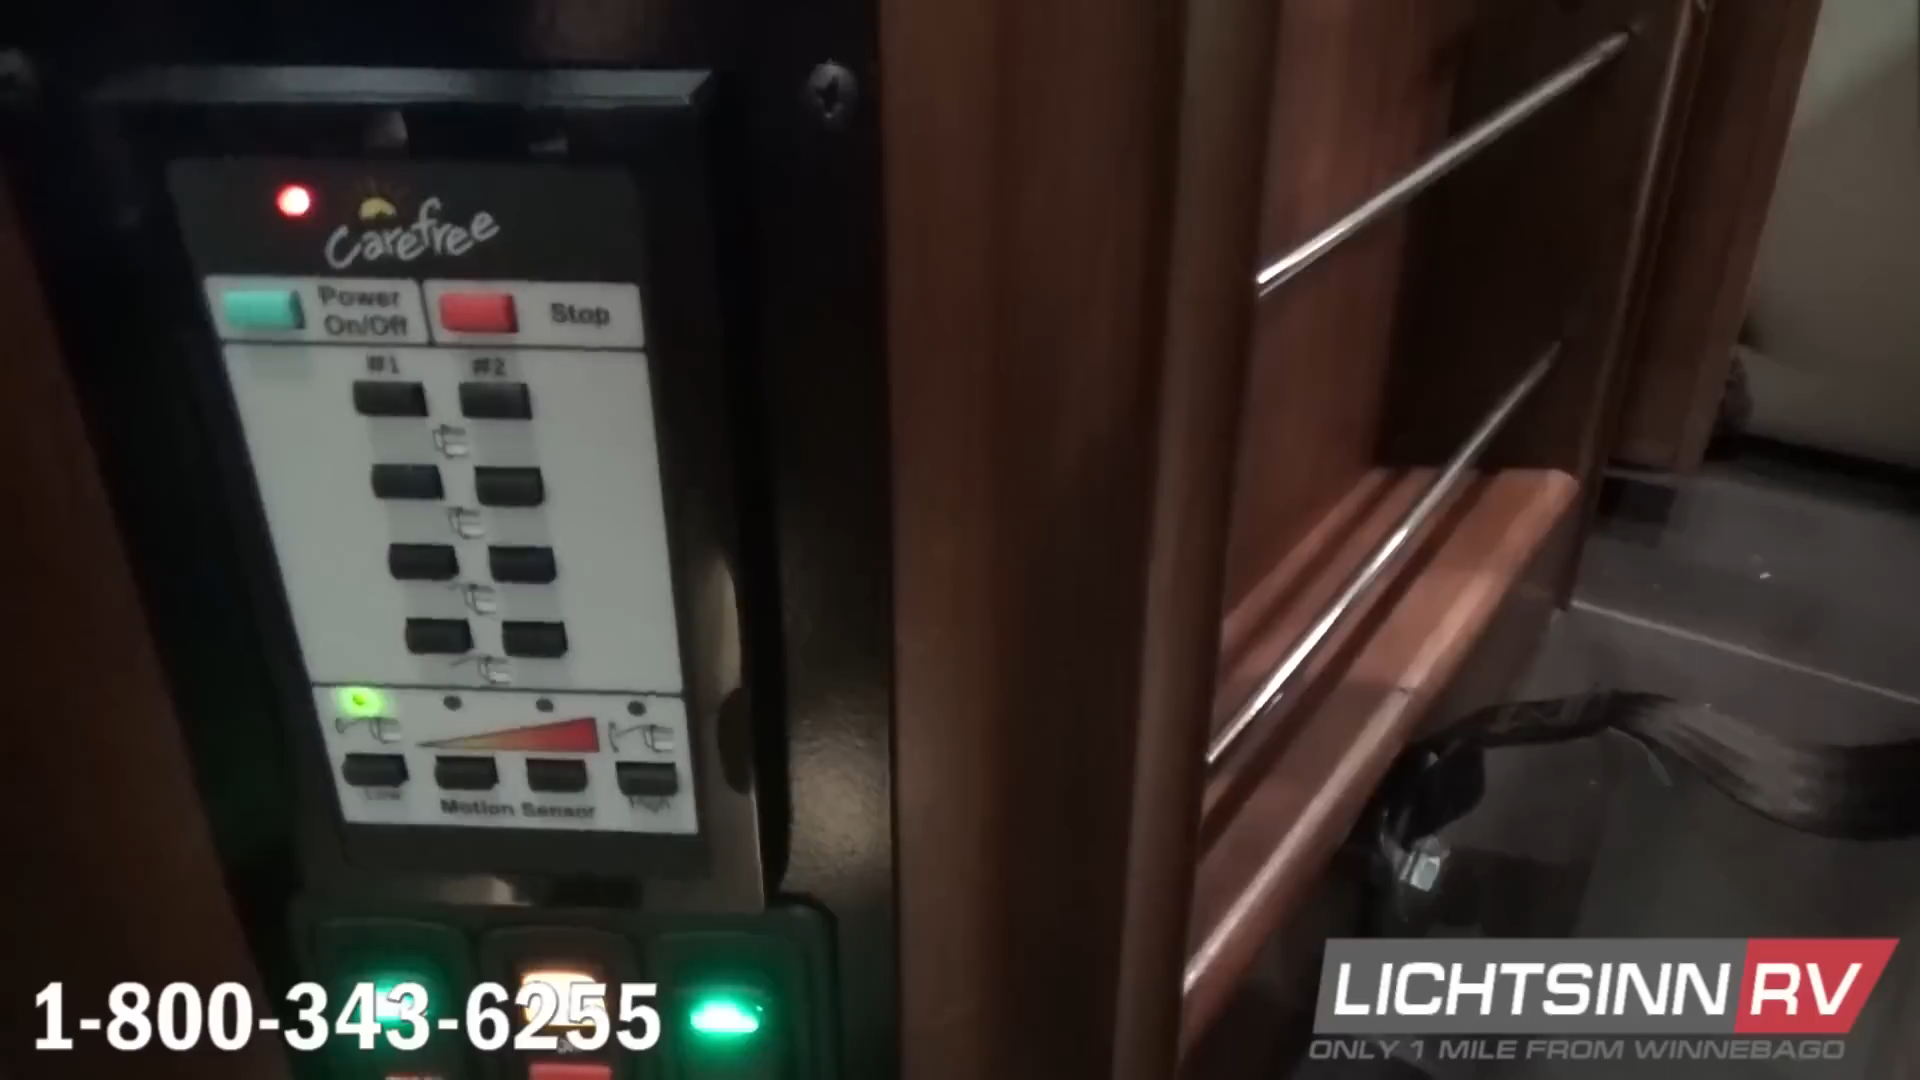 Carefree
Power
On/Off
Stop
#1 #2
Low
Motion Sensor
High
1-800-343-6255
LICHTSINN RV
ONLY 1 MILE FROM WINNEBAGO